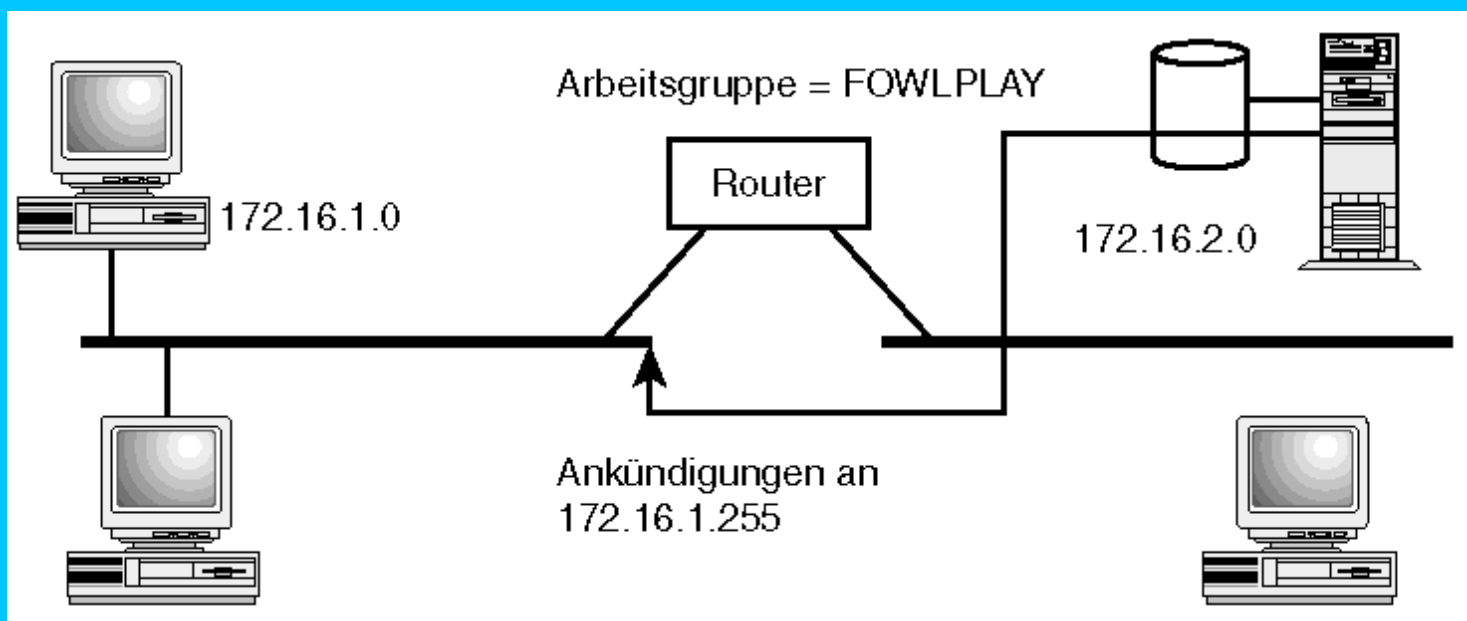 Arbeitsgruppe = FOWLPLAY
Router
172.16.1.0
172.16.2.0
Ankündigungen an
172.16.1.255